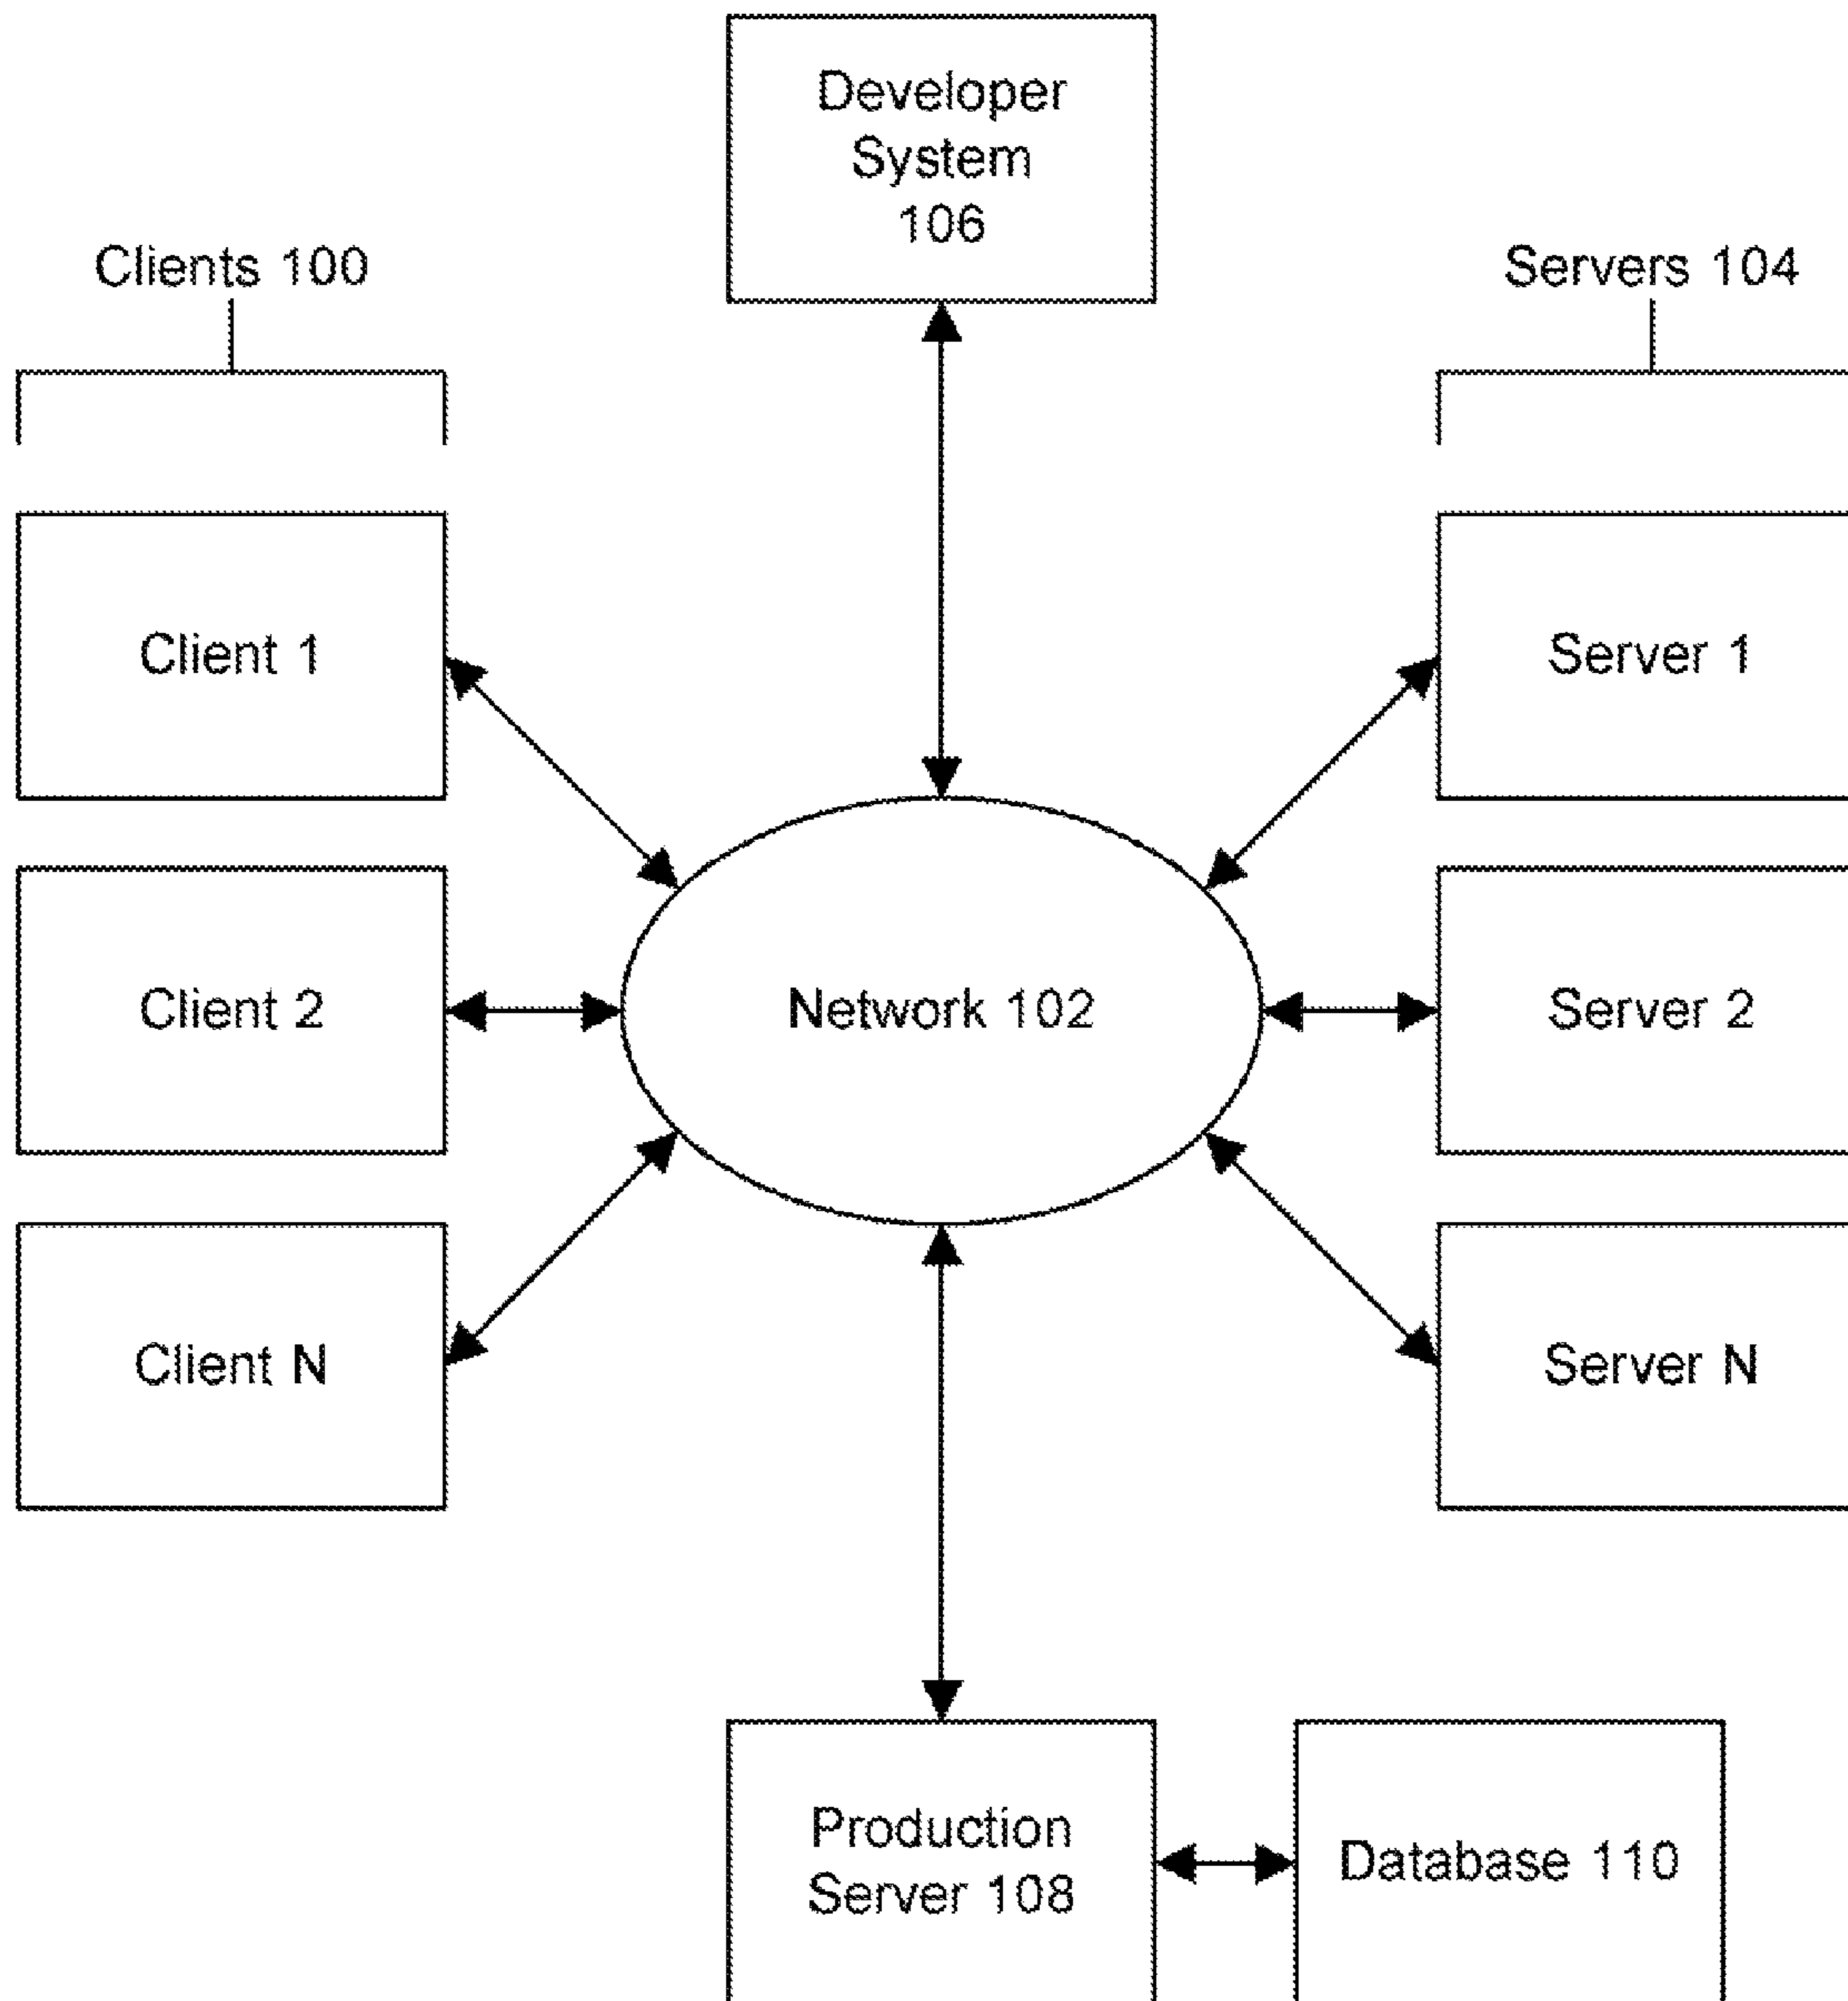 Developer
System
106
Clients 100
Servers 104
Client 1
Server 1
Client 2
Network 102
Server 2
Client N
Server N
Production
Server 108
Database 110